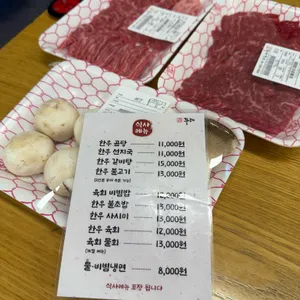 식사
메뉴
한우 곰탕 11,000원
한우 선지국 11,000원
한우 갈비탕 15,000원
한우 불고기 13,000원
육회 비빔밥 12,000원
한우 불초밥 13,000원
한우 사시미 13,000원
한우 육회 12,000원
육회 물회 13,000원
물·비빔냉면 8,000원
식사메뉴 포장 됩니다